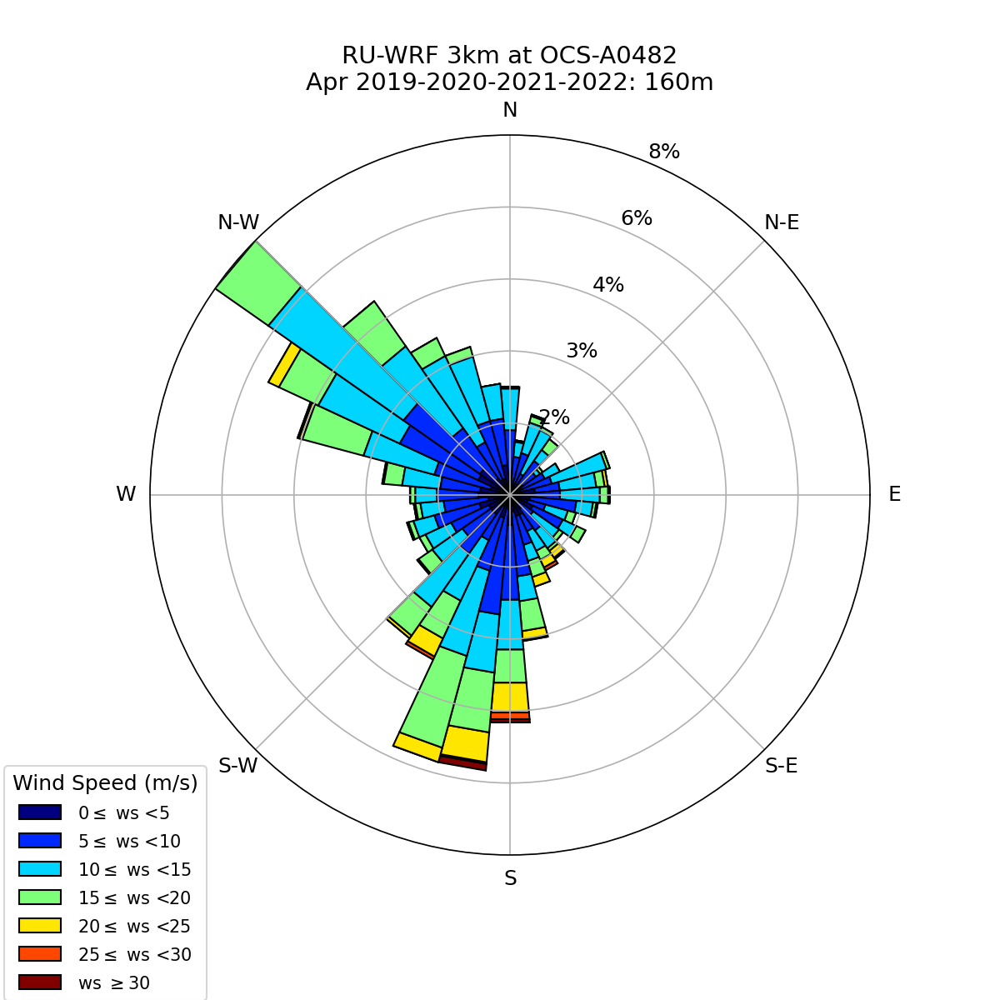 RU-WRF 3km at OCS-A0482
Apr 2019-2020-2021-2022: 160m
N
8%
N-W
N-E
6%
4%
3%
2%
W
E
S-W
S-E
S
Wind Speed (m/s)
0 ≤ ws <5
5 ≤ ws <10
10 ≤ ws <15
15 ≤ ws <20
20 ≤ ws <25
25 ≤ ws <30
ws ≥ 30